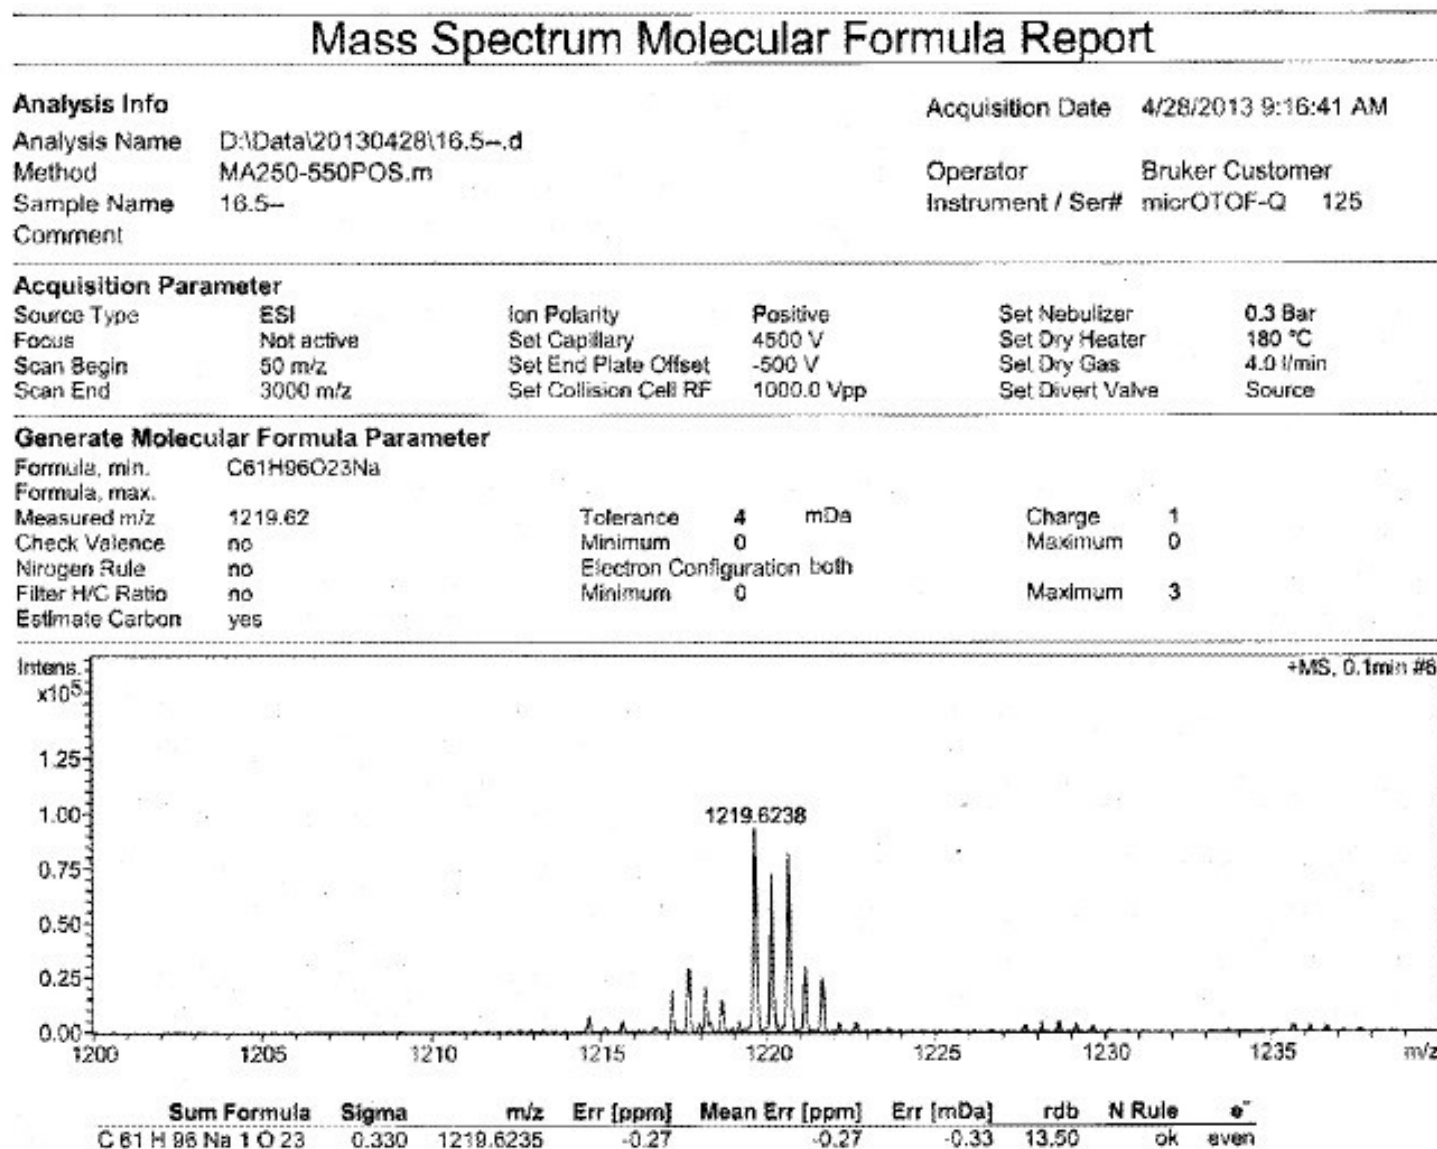 Mass Spectrum Molecular Formula Report
Analysis Info Acquisition Date 4/28/2013 9:16:41 AM
Analysis Name D:\Data\20130428\16.5--.d
Method MA250-550POS.m Operator Bruker Customer
Sample Name 16.5-- Instrument / Ser# micrOTOF-Q 125
Comment
Acquisition Parameter
Source Type ESI Ion Polarity Positive Set Nebulizer 0.3 Bar
Focus Not active Set Capillary 4500 V Set Dry Heater 180 °C
Scan Begin 50 m/z Set End Plate Offset -500 V Set Dry Gas 4.0 l/min
Scan End 3000 m/z Set Collision Cell RF 1000.0 Vpp Set Divert Valve Source
Generate Molecular Formula Parameter
Formula, min. C61H96O23Na
Formula, max.
Measured m/z 1219.62 Tolerance 4 mDa Charge 1
Check Valence no Minimum 0 Maximum 0
Nirogen Rule no Electron Configuration both
Filter H/C Ratio no Minimum 0 Maximum 3
Estimate Carbon yes
Intens. +MS, 0.1min #6
x10⁵
1.25
1.00 1219.6238
0.75
0.50
0.25
0.00
1200 1205 1210 1215 1220 1225 1230 1235 m/z
Sum Formula Sigma m/z Err [ppm] Mean Err [ppm] Err [mDa] rdb N Rule e⁻
C 61 H 96 Na 1 O 23 0.330 1219.6235 -0.27 -0.27 -0.33 13.50 ok even